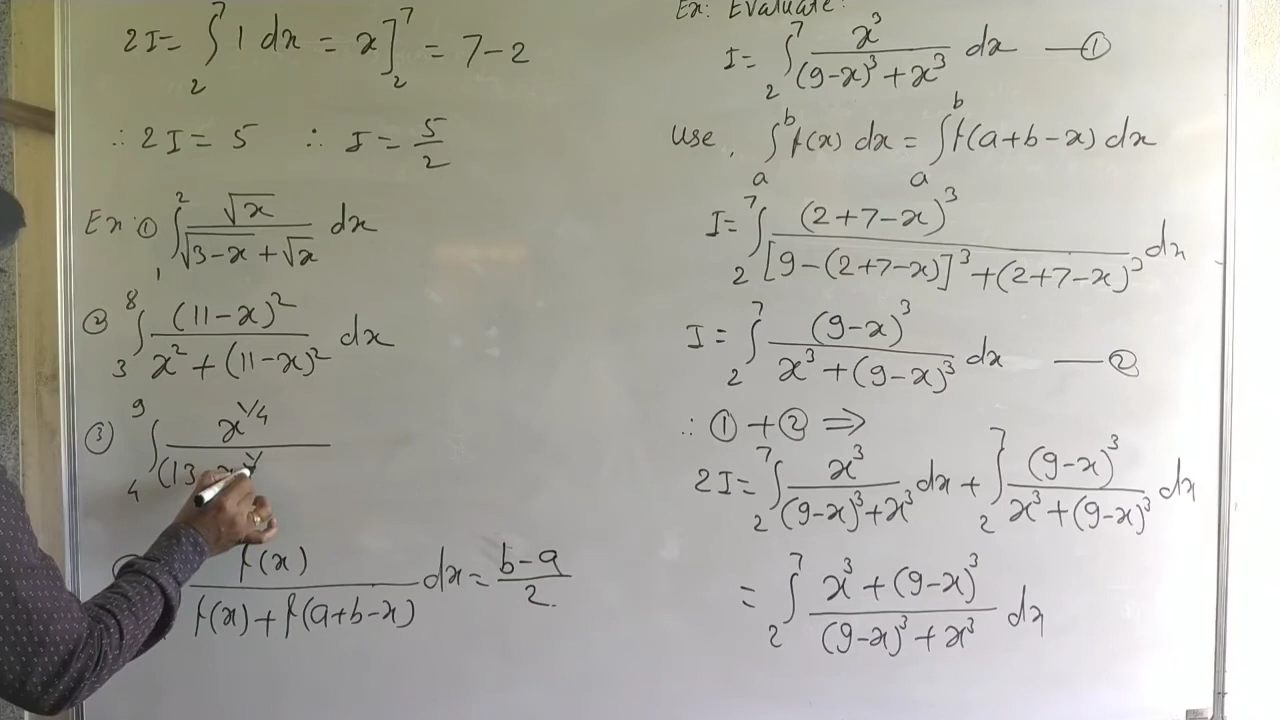 Ex: Evaluate:
I = ∫₂⁷ x³ / ((9-x)³ + x³) dx —①
Use, ∫ₐᵇ f(x) dx = ∫ₐᵇ f(a+b-x) dx
I = ∫₂⁷ (2+7-x)³ / ([9-(2+7-x)]³ + (2+7-x)³) dx
I = ∫₂⁷ (9-x)³ / (x³ + (9-x)³) dx —②
∴ ① + ② ⇒
2I = ∫₂⁷ x³ / ((9-x)³ + x³) dx + ∫₂⁷ (9-x)³ / (x³ + (9-x)³) dx
= ∫₂⁷ (x³ + (9-x)³) / ((9-x)³ + x³) dx
2I = ∫₂⁷ 1 dx = x]₂⁷ = 7-2
∴ 2I = 5 ∴ I = 5/2
Ex: ① ∫₁² √x / (√(3-x) + √x) dx
② ∫₃⁸ (11-x)² / (x² + (11-x)²) dx
③ ∫₄⁹ x^(1/4) / (13
f(x) / (f(x) + f(a+b-x)) dx = (b-a)/2